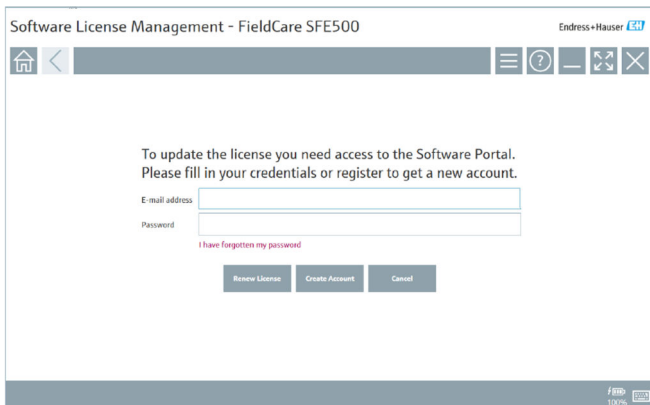 Software License Management - FieldCare SFE500
Endress+Hauser EH
To update the license you need access to the Software Portal.
Please fill in your credentials or register to get a new account.
E-mail address
Password
I have forgotten my password
Renew License Create Account Cancel
100%